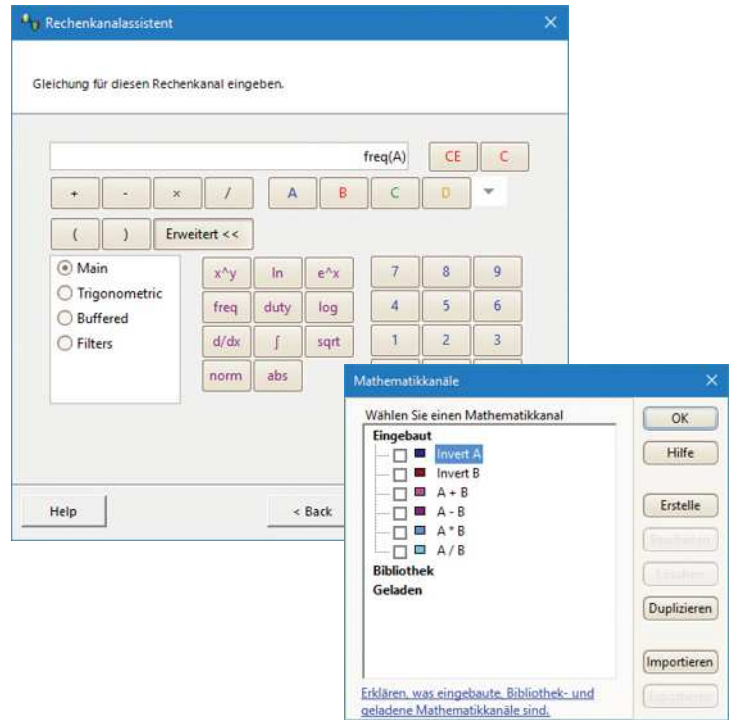 Rechenkanalassistent
Gleichung für diesen Rechenkanal eingeben.
freq(A) CE C
+ - × / A B C D
( ) Erweitert <<
Main
Trigonometric
Buffered
Filters
x^y ln e^x 7 8 9
freq duty log 4 5 6
d/dx ∫ sqrt 1 2 3
norm abs
Help < Back
Mathematikkanäle
Wählen Sie einen Mathematikkanal
Eingebaut
Invert A
Invert B
A + B
A - B
A * B
A / B
Bibliothek
Geladen
Erklären, was eingebaute, Bibliothek- und
geladene Mathematikkanäle sind.
OK
Hilfe
Erstelle
Duplizieren
Importieren